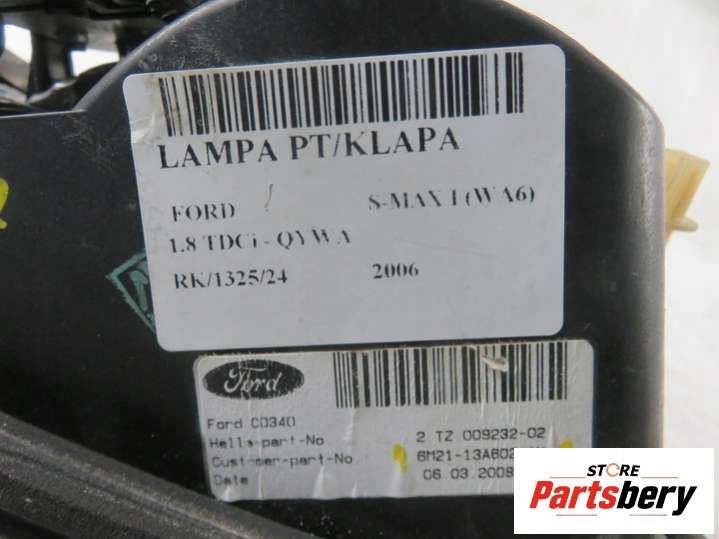 LAMPA PT/KLAPA
FORD S-MAX I (WA6)
1.8 TDCi - QYWA
RK/1325/24 2006
Ford
Ford CD340
Hella-part-No 2 TZ 009232-02
Customer-part-No.
Date 06.03.2008
STORE
Partsbery